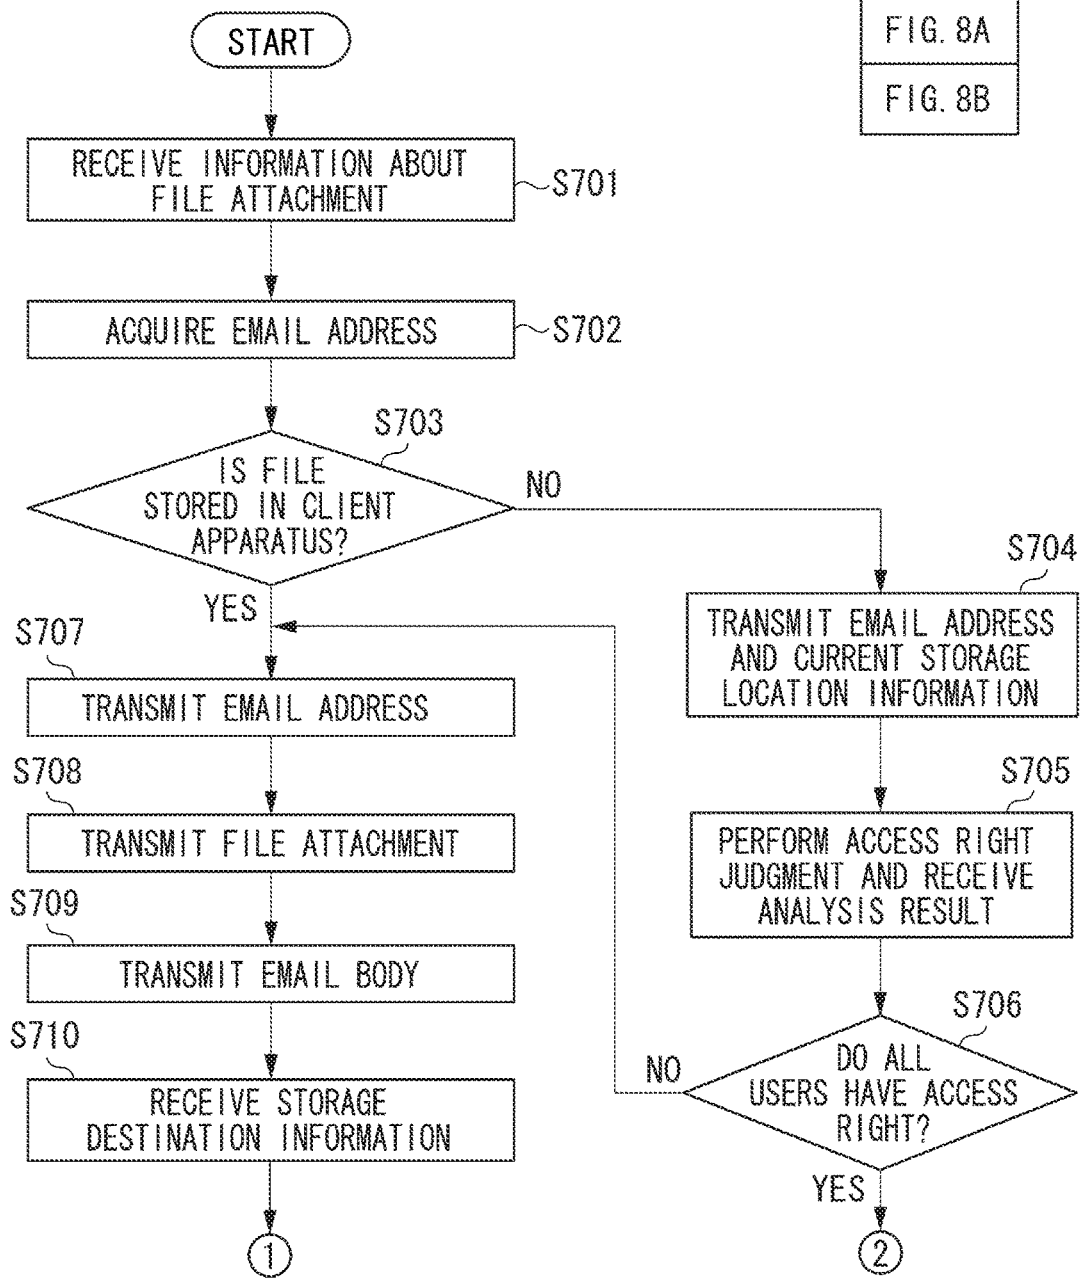 FIG. 8A
FIG. 8B
START
RECEIVE INFORMATION ABOUT
FILE ATTACHMENT
S701
ACQUIRE EMAIL ADDRESS
S702
S703
IS FILE
STORED IN CLIENT
APPARATUS?
NO
YES
S704
TRANSMIT EMAIL ADDRESS
AND CURRENT STORAGE
LOCATION INFORMATION
S707
TRANSMIT EMAIL ADDRESS
S705
PERFORM ACCESS RIGHT
JUDGMENT AND RECEIVE
ANALYSIS RESULT
S708
TRANSMIT FILE ATTACHMENT
S709
TRANSMIT EMAIL BODY
S706
DO ALL
USERS HAVE ACCESS
RIGHT?
NO
YES
S710
RECEIVE STORAGE
DESTINATION INFORMATION
1
2